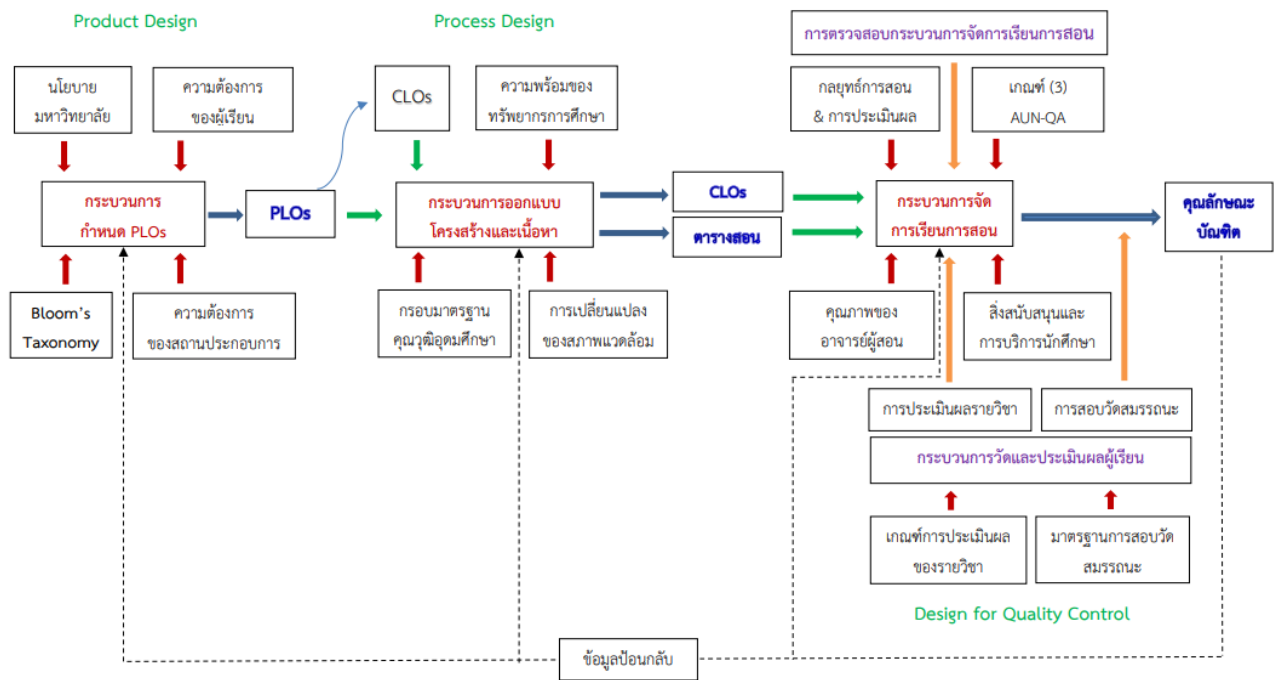 Product Design
Process Design
การตรวจสอบกระบวนการจัดการเรียนการสอน
นโยบาย
มหาวิทยาลัย
ความต้องการ
ของผู้เรียน
CLOs
ความพร้อมของ
ทรัพยากรการศึกษา
กลยุทธ์การสอน
& การประเมินผล
เกณฑ์ (3)
AUN-QA
กระบวนการ
กำหนด PLOs
PLOs
กระบวนการออกแบบ
โครงสร้างและเนื้อหา
CLOs
ตารางสอน
กระบวนการจัด
การเรียนการสอน
คุณลักษณะ
บัณฑิต
Bloom's
Taxonomy
ความต้องการ
ของสถานประกอบการ
กรอบมาตรฐาน
คุณวุฒิอุดมศึกษา
การเปลี่ยนแปลง
ของสภาพแวดล้อม
คุณภาพของ
อาจารย์ผู้สอน
สิ่งสนับสนุนและ
การบริการนักศึกษา
การประเมินผลรายวิชา
การสอบวัดสมรรถนะ
กระบวนการวัดและประเมินผลผู้เรียน
เกณฑ์การประเมินผล
ของรายวิชา
มาตรฐานการสอบวัด
สมรรถนะ
Design for Quality Control
ข้อมูลป้อนกลับ